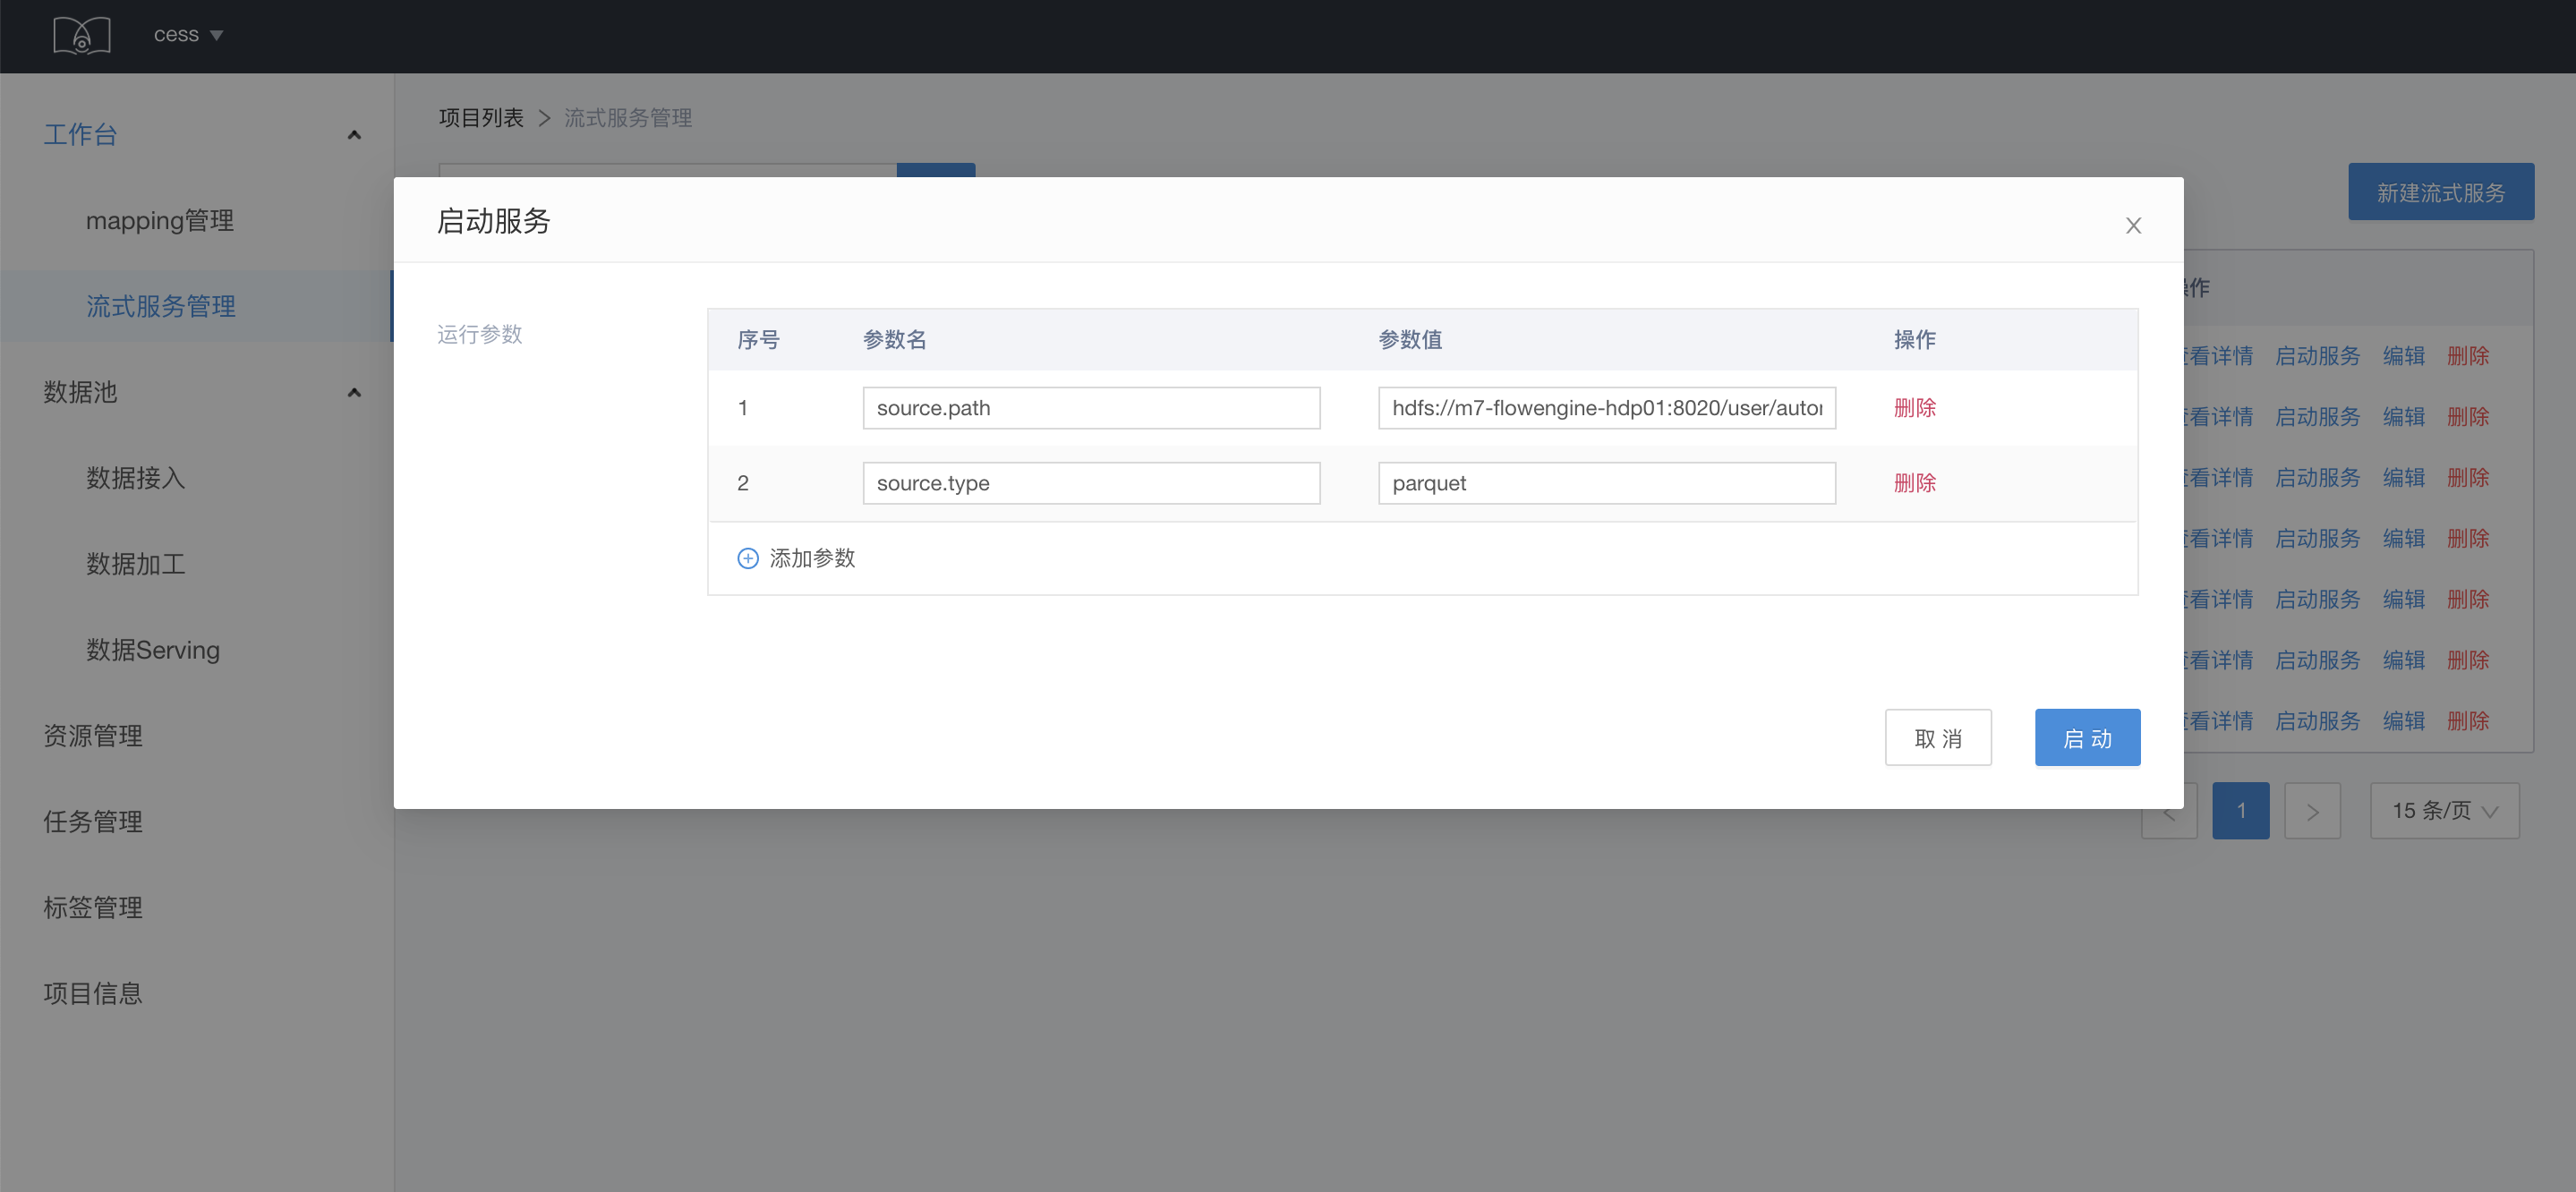 cess
工作台
mapping管理
流式服务管理
数据池
数据接入
数据加工
数据Serving
资源管理
任务管理
标签管理
项目信息
项目列表 > 流式服务管理
新建流式服务
启动服务
X
运行参数
序号 参数名 参数值 操作
1 source.path hdfs://m7-flowengine-hdp01:8020/user/ 删除
2 source.type parquet 删除
添加参数
取 消 启 动
作
看详情 启动服务 编辑 删除
看详情 启动服务 编辑 删除
看详情 启动服务 编辑 删除
看详情 启动服务 编辑 删除
看详情 启动服务 编辑 删除
看详情 启动服务 编辑 删除
看详情 启动服务 编辑 删除
< 1 > 15 条/页